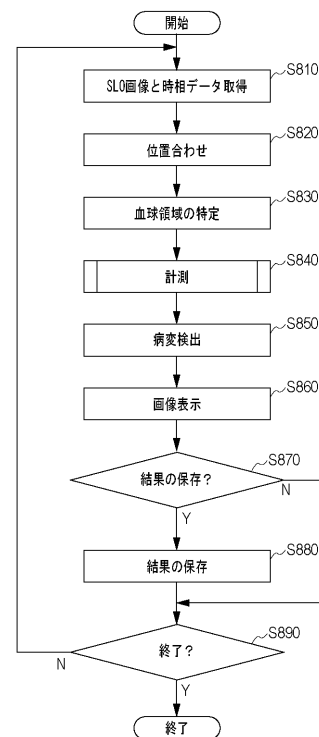 開始
S810
SLO画像と時相データ取得
S820
位置合わせ
S830
血球領域の特定
S840
計測
S850
病変検出
S860
画像表示
S870
結果の保存?
N
Y
S880
結果の保存
S890
終了?
N
Y
終了